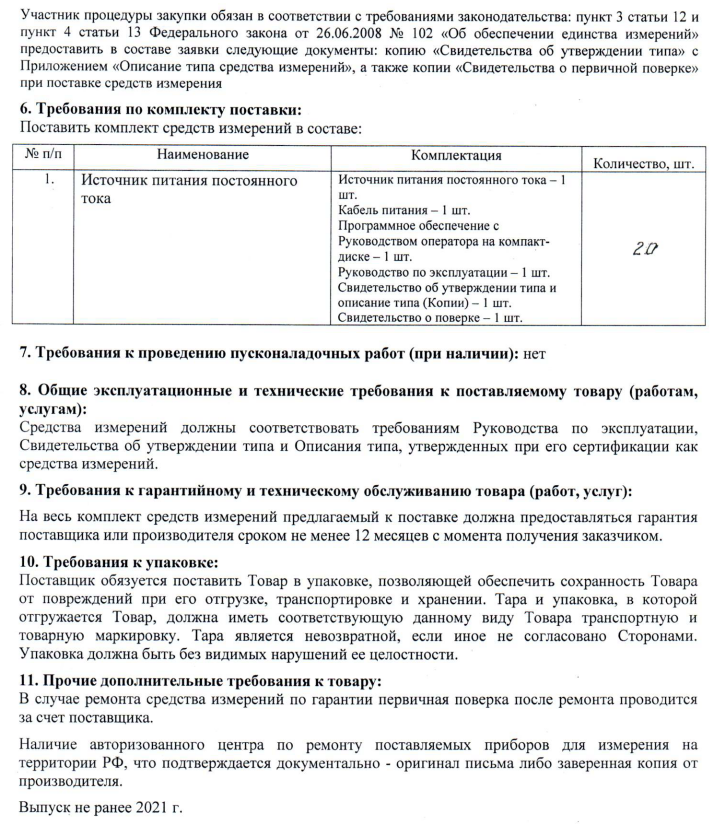 Участник процедуры закупки обязан в соответствии с требованиями законодательства: пункт 3 статьи 12 и
пункт 4 статьи 13 Федерального закона от 26.06.2008 № 102 «Об обеспечении единства измерений»
предоставить в составе заявки следующие документы: копию «Свидетельства об утверждении типа» с
Приложением «Описание типа средства измерений», а также копии «Свидетельства о первичной поверке»
при поставке средств измерения
6. Требования по комплекту поставки:
Поставить комплект средств измерений в составе:
№ п/п Наименование Комплектация Количество, шт.
1. Источник питания постоянного
тока
Источник питания постоянного тока – 1
шт.
Кабель питания – 1 шт.
Программное обеспечение с
Руководством оператора на компакт-
диске – 1 шт.
Руководство по эксплуатации – 1 шт.
Свидетельство об утверждении типа и
описание типа (Копии) – 1 шт.
Свидетельство о поверке – 1 шт.
20
7. Требования к проведению пусконаладочных работ (при наличии): нет
8. Общие эксплуатационные и технические требования к поставляемому товару (работам,
услугам):
Средства измерений должны соответствовать требованиям Руководства по эксплуатации,
Свидетельства об утверждении типа и Описания типа, утвержденных при его сертификации как
средства измерений.
9. Требования к гарантийному и техническому обслуживанию товара (работ, услуг):
На весь комплект средств измерений предлагаемый к поставке должна предоставляться гарантия
поставщика или производителя сроком не менее 12 месяцев с момента получения заказчиком.
10. Требования к упаковке:
Поставщик обязуется поставить Товар в упаковке, позволяющей обеспечить сохранность Товара
от повреждений при его отгрузке, транспортировке и хранении. Тара и упаковка, в которой
отгружается Товар, должна иметь соответствующую данному виду Товара транспортную и
товарную маркировку. Тара является невозвратной, если иное не согласовано Сторонами.
Упаковка должна быть без видимых нарушений ее целостности.
11. Прочие дополнительные требования к товару:
В случае ремонта средства измерений по гарантии первичная поверка после ремонта проводится
за счет поставщика.
Наличие авторизованного центра по ремонту поставляемых приборов для измерения на
территории РФ, что подтверждается документально - оригинал письма либо заверенная копия от
производителя.
Выпуск не ранее 2021 г.